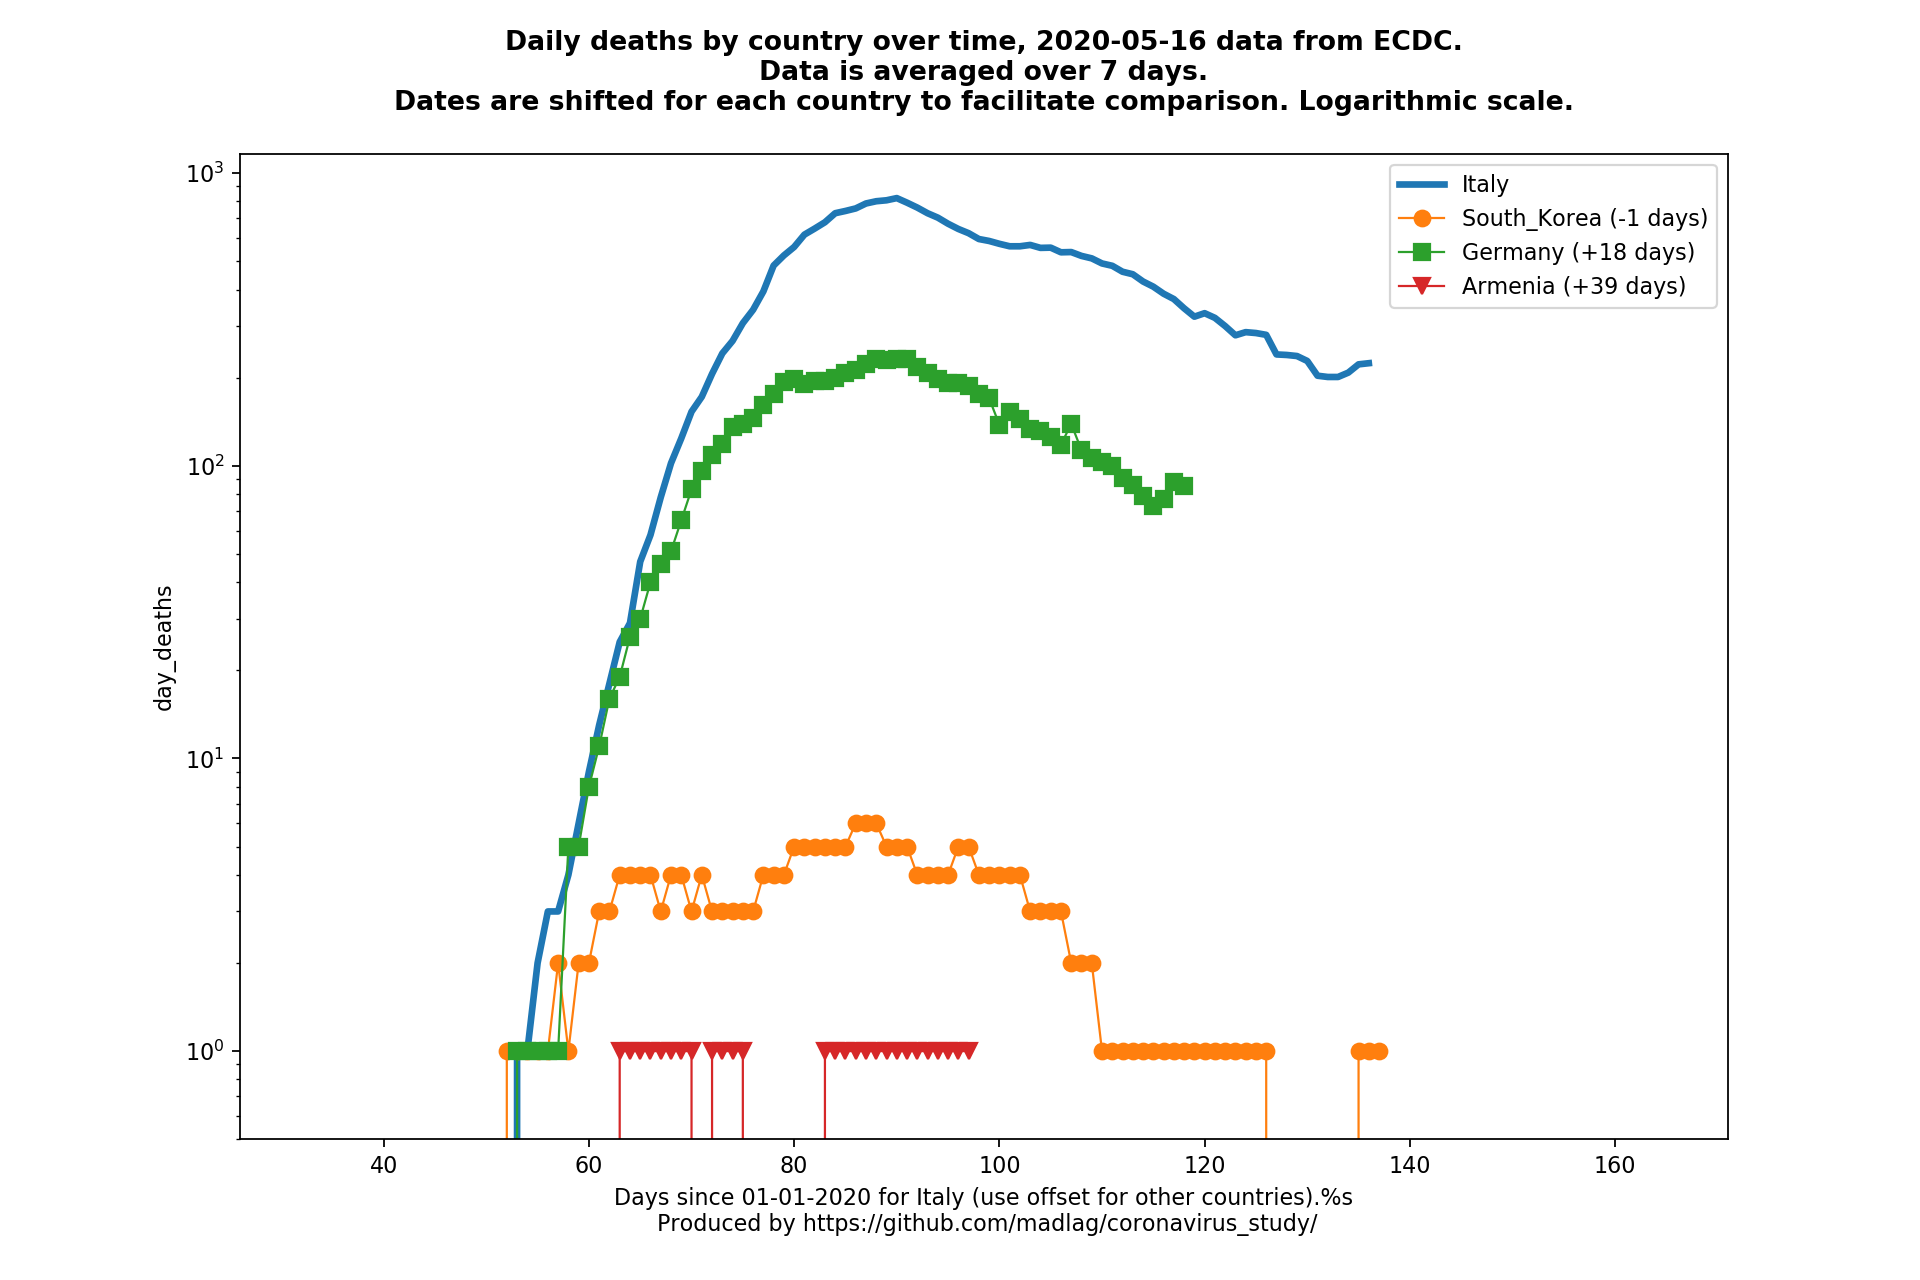 Daily deaths by country over time, 2020-05-16 data from ECDC.
Data is averaged over 7 days.
Dates are shifted for each country to facilitate comparison. Logarithmic scale.
10³
10²
10¹
10⁰
day_deaths
Italy
South_Korea (-1 days)
Germany (+18 days)
Armenia (+39 days)
40 60 80 100 120 140 160
Days since 01-01-2020 for Italy (use offset for other countries).%s
Produced by https://github.com/madlag/coronavirus_study/